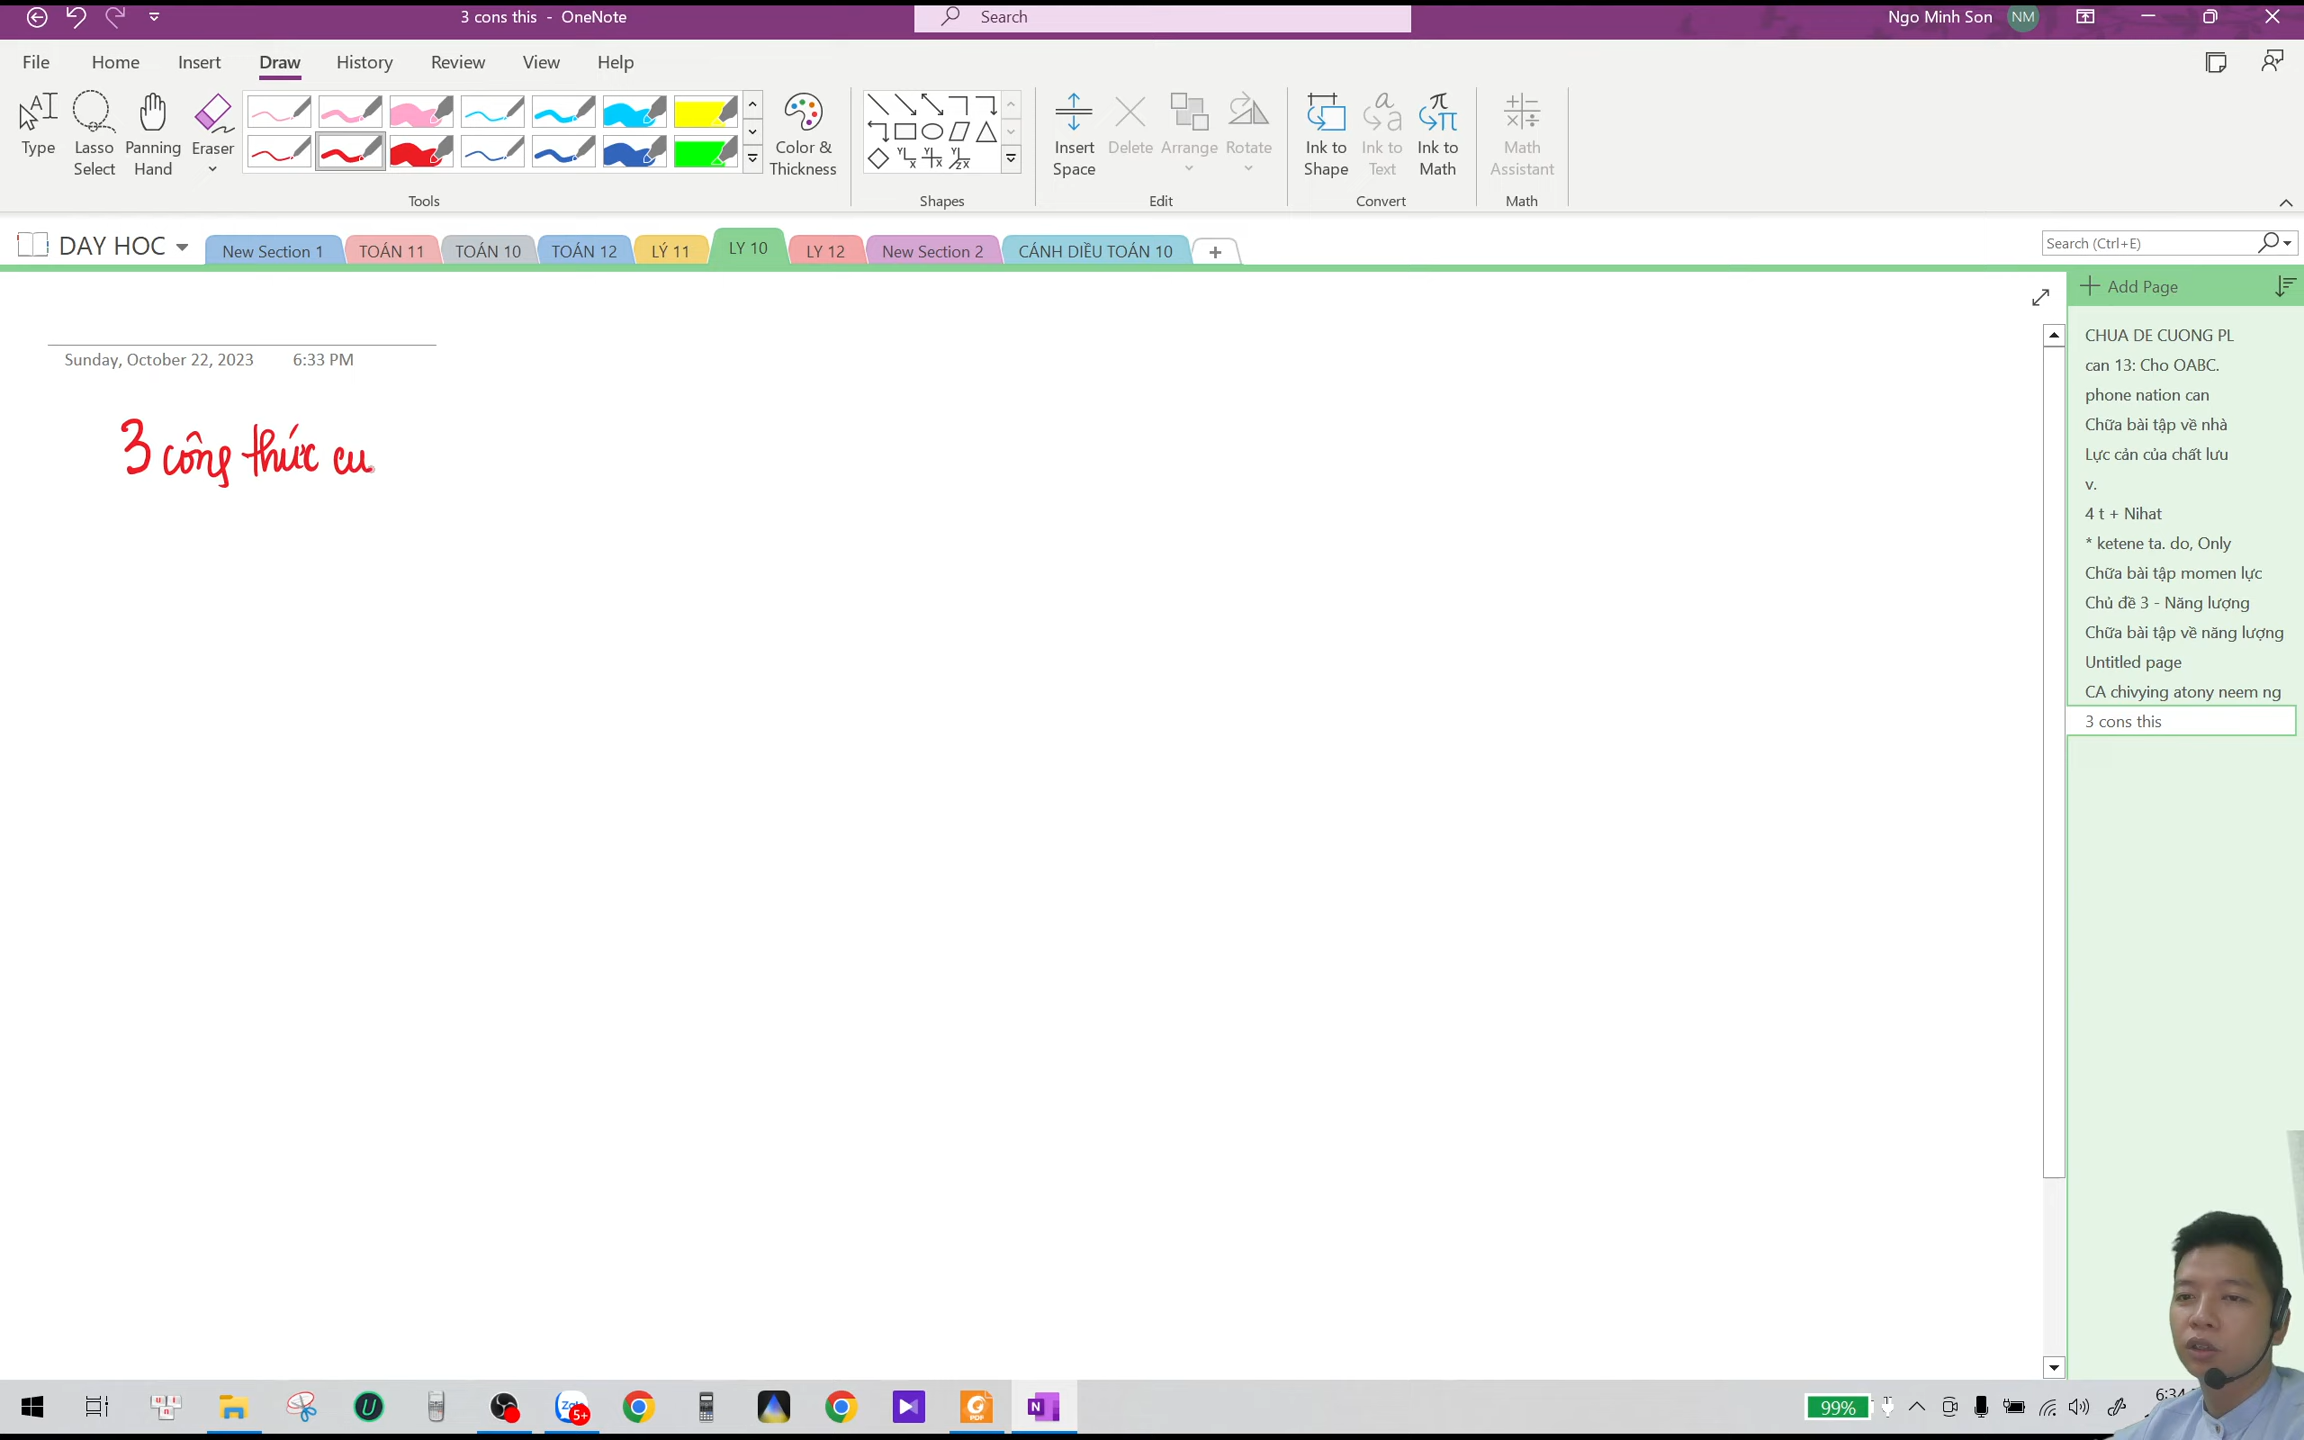 3 cons this - OneNote
Search
Ngo Minh Son NM
File Home Insert Draw History Review View Help
Type
Lasso Select
Panning Hand
Eraser
Color & Thickness
Insert Space
Delete
Arrange
Rotate
Ink to Shape
Ink to Text
Ink to Math
Math Assistant
Tools
Shapes
Edit
Convert
Math
DAY HOC
New Section 1
TOÁN 11
TOÁN 10
TOÁN 12
LÝ 11
LY 10
LY 12
New Section 2
CÁNH DIỀU TOÁN 10
Search (Ctrl+E)
Add Page
Sunday, October 22, 2023 6:33 PM
3 công thức cu
CHUA DE CUONG PL
can 13: Cho OABC.
phone nation can
Chữa bài tập về nhà
Lực cản của chất lưu
v.
4 t + Nihat
* ketene ta. do, Only
Chữa bài tập momen lực
Chủ đề 3 - Năng lượng
Chữa bài tập về năng lượng
Untitled page
CA chivying atony neem ng
3 cons this
5+
PDF
99%
6:34